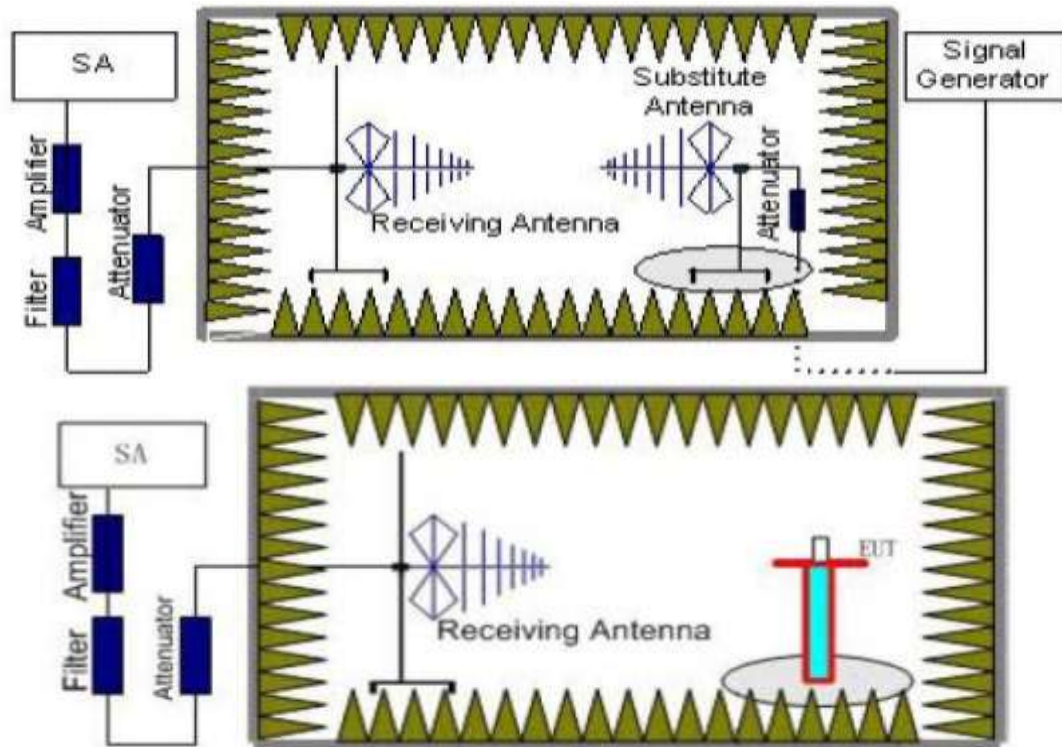 SA
Signal
Generator
Substitute
Antenna
Amplifier
Filter
Attenuator
Receiving Antenna
Attenuator
SA
Amplifier
Filter
Attenuator
Receiving Antenna
EUT